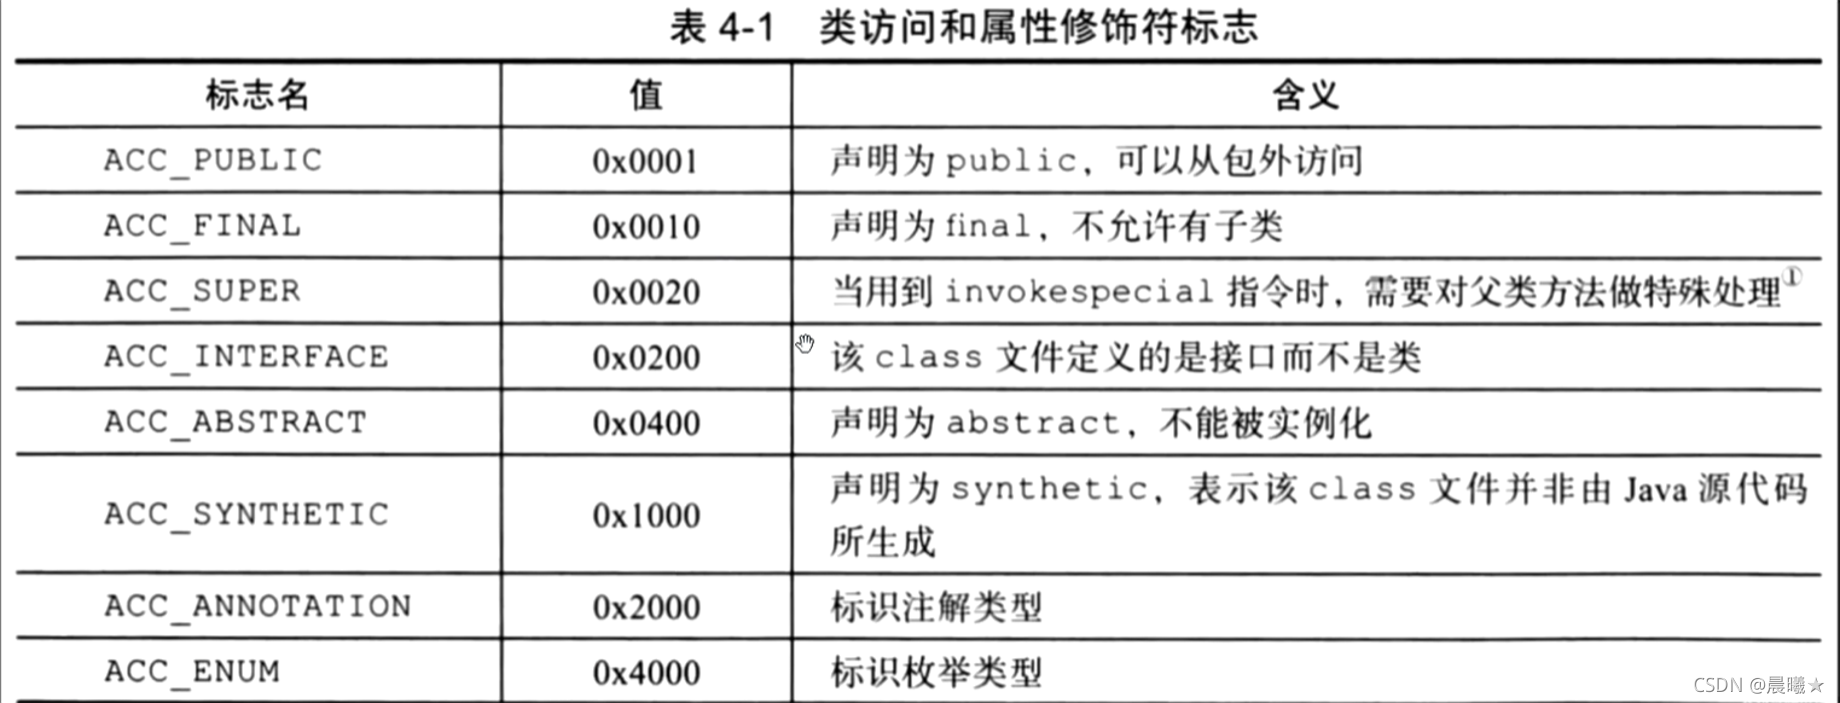 表 4-1 类访问和属性修饰符标志
标志名 值 含义
ACC_PUBLIC 0x0001 声明为 public，可以从包外访问
ACC_FINAL 0x0010 声明为 final，不允许有子类
ACC_SUPER 0x0020 当用到 invokespecial 指令时，需要对父类方法做特殊处理①
ACC_INTERFACE 0x0200 该 class 文件定义的是接口而不是类
ACC_ABSTRACT 0x0400 声明为 abstract，不能被实例化
ACC_SYNTHETIC 0x1000 声明为 synthetic，表示该 class 文件并非由 Java 源代码
所生成
ACC_ANNOTATION 0x2000 标识注解类型
ACC_ENUM 0x4000 标识枚举类型
CSDN @晨曦★